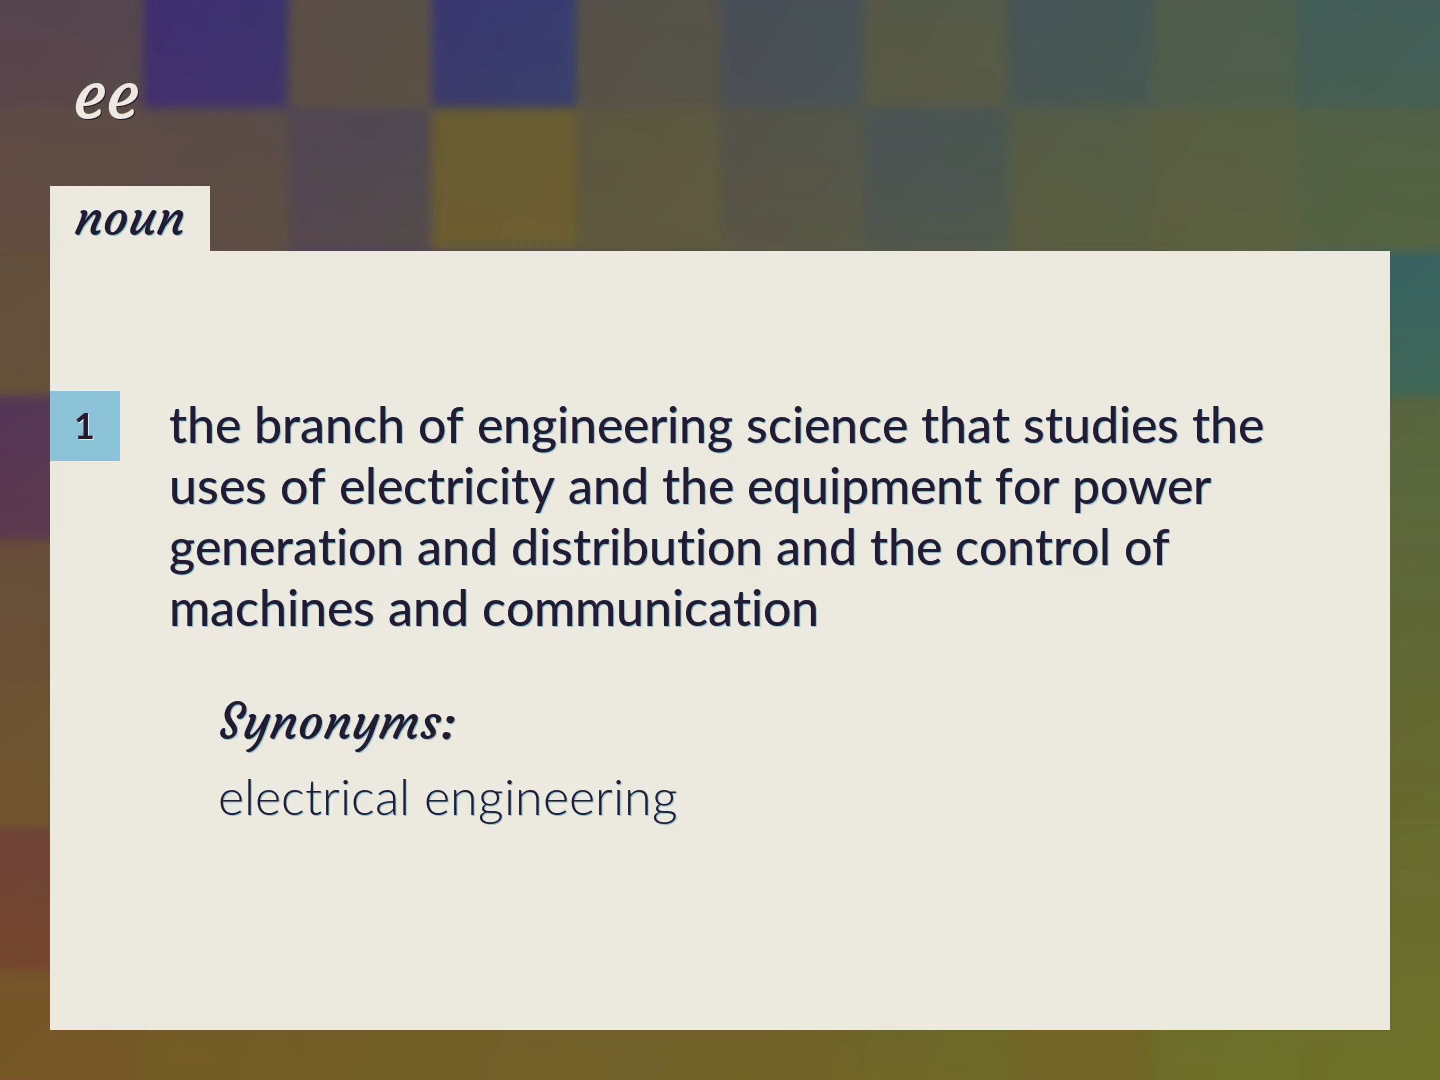 ee
noun
1
the branch of engineering science that studies the
uses of electricity and the equipment for power
generation and distribution and the control of
machines and communication
Synonyms:
electrical engineering